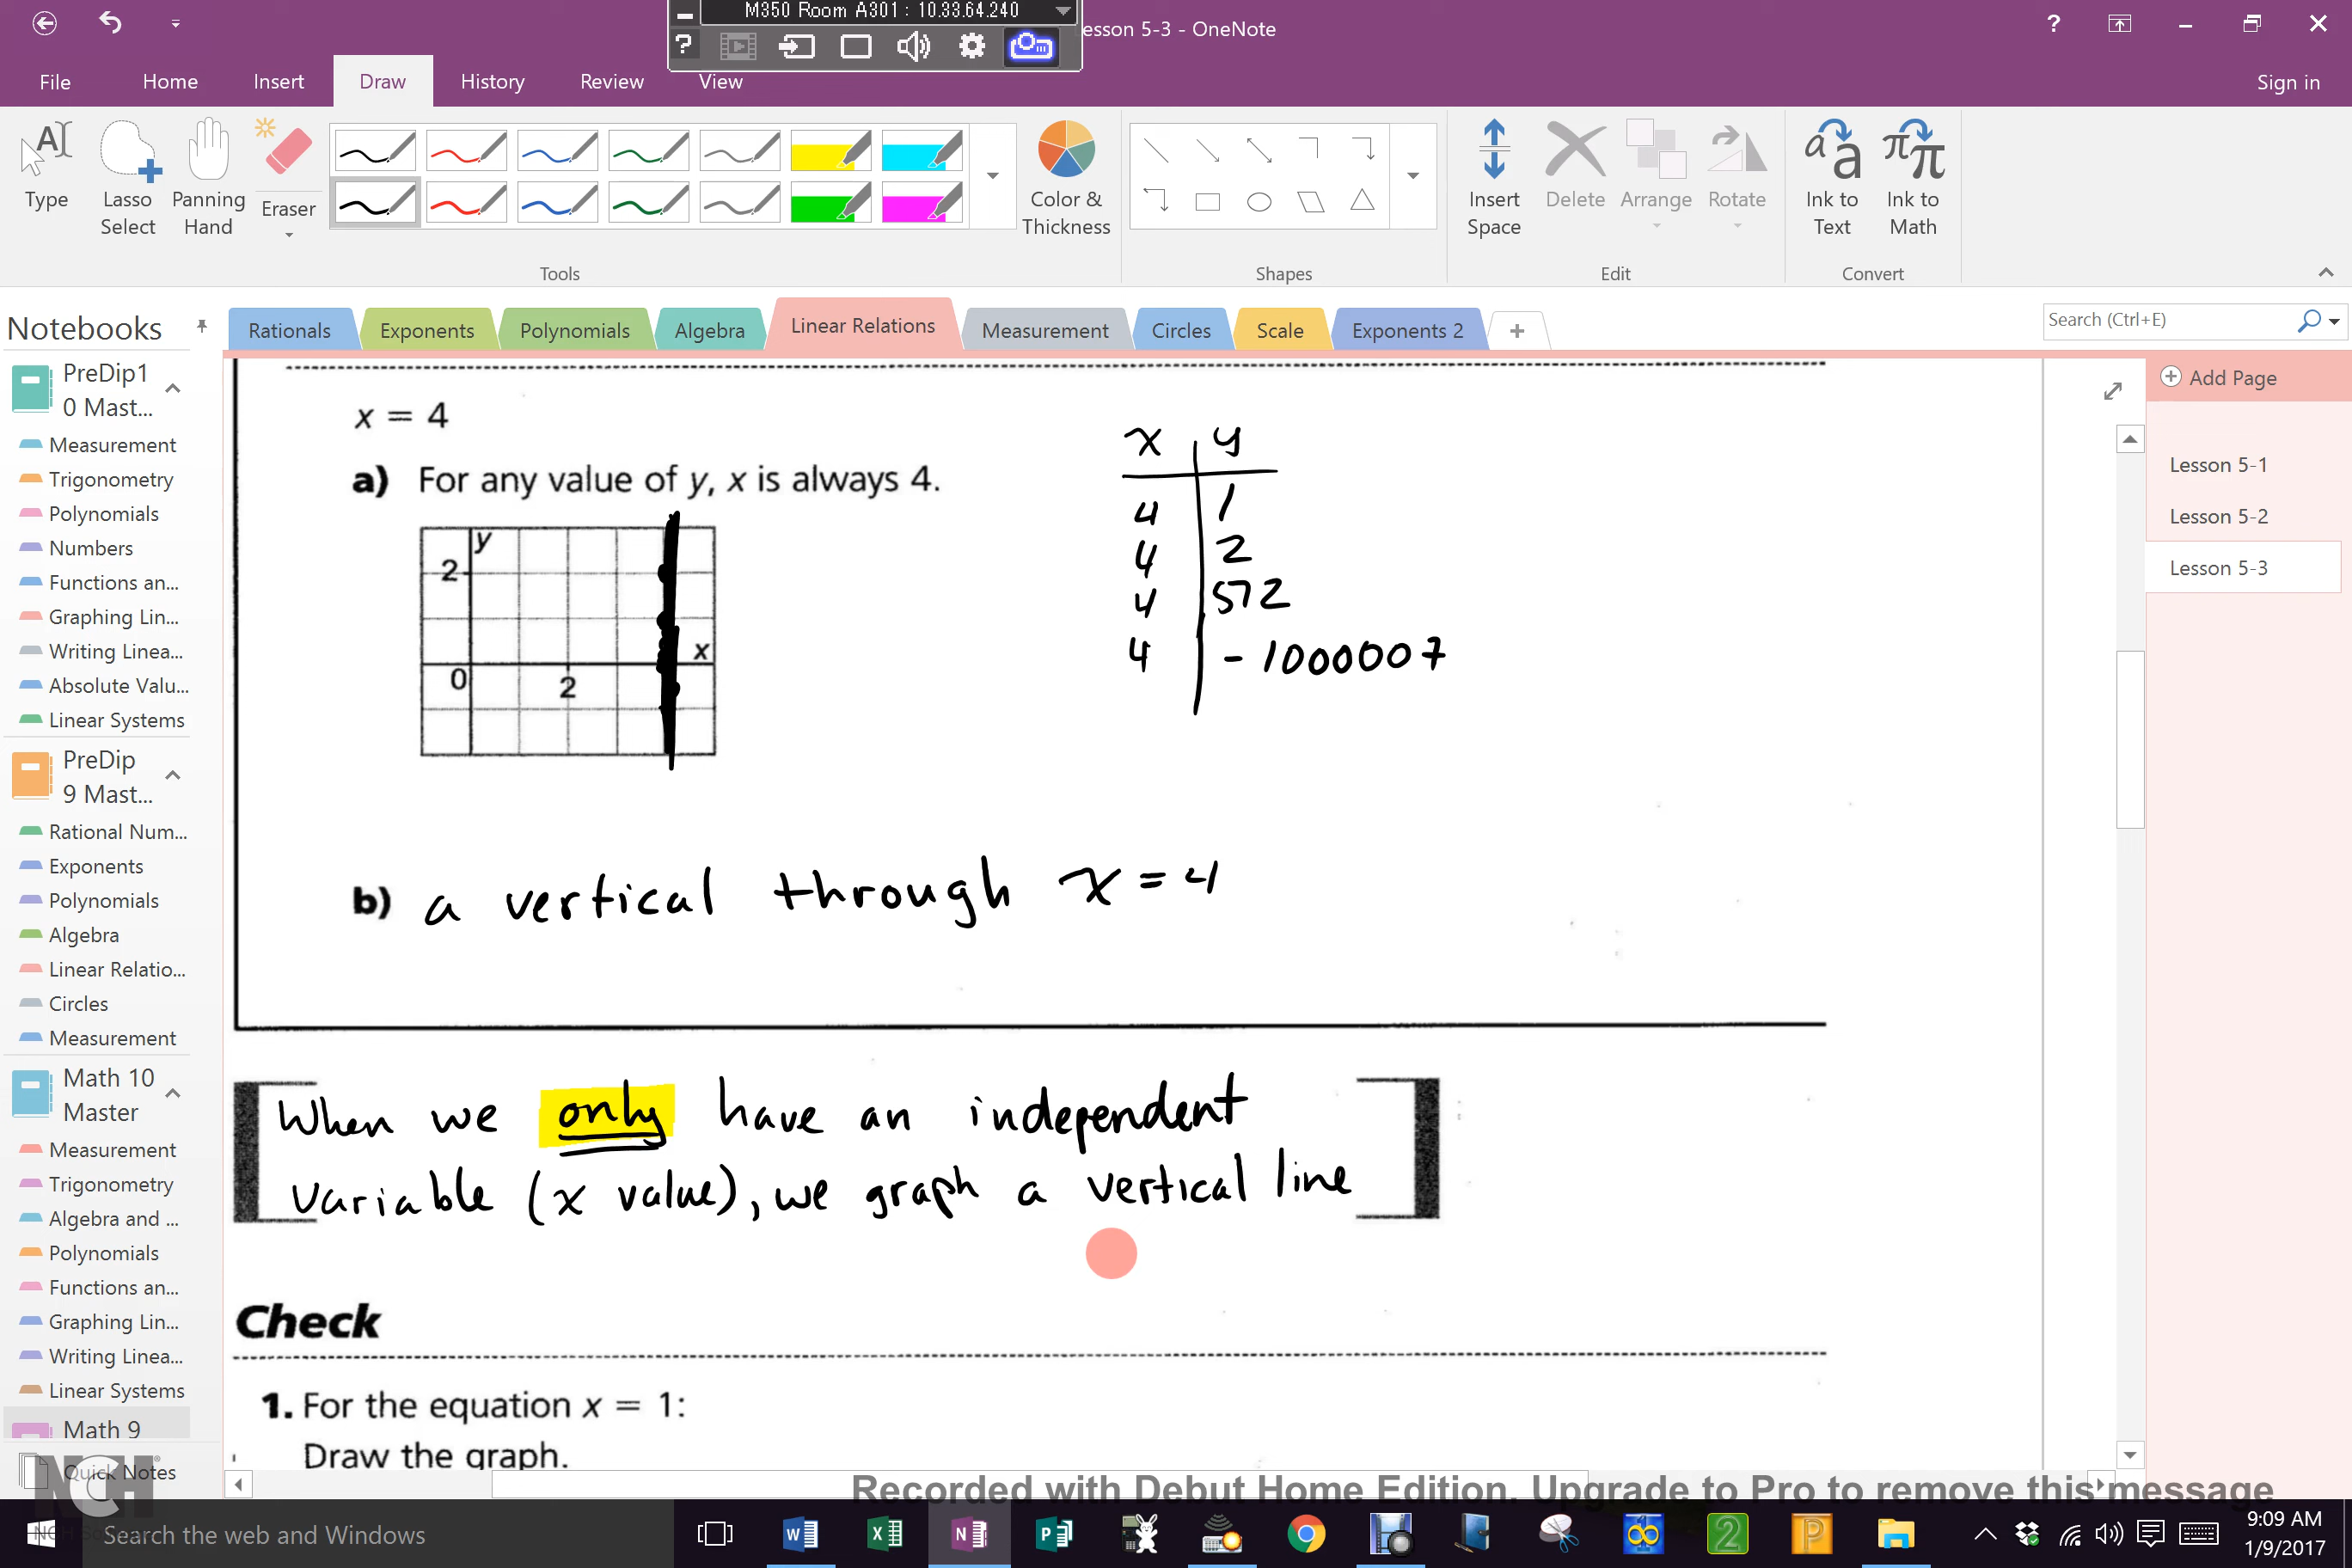 M350 Room A301 : 10.33.64.240
esson 5-3 - OneNote
File Home Insert Draw History Review View
Sign in
Type
Lasso Select
Panning Hand
Eraser
Color & Thickness
Insert Space
Delete
Arrange
Rotate
Ink to Text
Ink to Math
Tools
Shapes
Edit
Convert
Notebooks
Rationals Exponents Polynomials Algebra Linear Relations Measurement Circles Scale Exponents 2
Search (Ctrl+E)
PreDip1
0 Mast...
Measurement
Trigonometry
Polynomials
Numbers
Functions an...
Graphing Lin...
Writing Linea...
Absolute Valu...
Linear Systems
PreDip
9 Mast...
Rational Num...
Exponents
Polynomials
Algebra
Linear Relatio...
Circles
Measurement
Math 10
Master
Measurement
Trigonometry
Algebra and ...
Polynomials
Functions an...
Graphing Lin...
Writing Linea...
Linear Systems
Math 9
Quick Notes
x = 4
a) For any value of y, x is always 4.
y
2
x
0
2
x y
4 1
4 2
4 572
4 -1000007
b) a vertical through x = 4
When we only have an independent
variable (x value), we graph a vertical line
Check
1. For the equation x = 1:
Draw the graph.
Add Page
Lesson 5-1
Lesson 5-2
Lesson 5-3
NCH
Recorded with Debut Home Edition. Upgrade to Pro to remove this message
Search the web and Windows
9:09 AM
1/9/2017